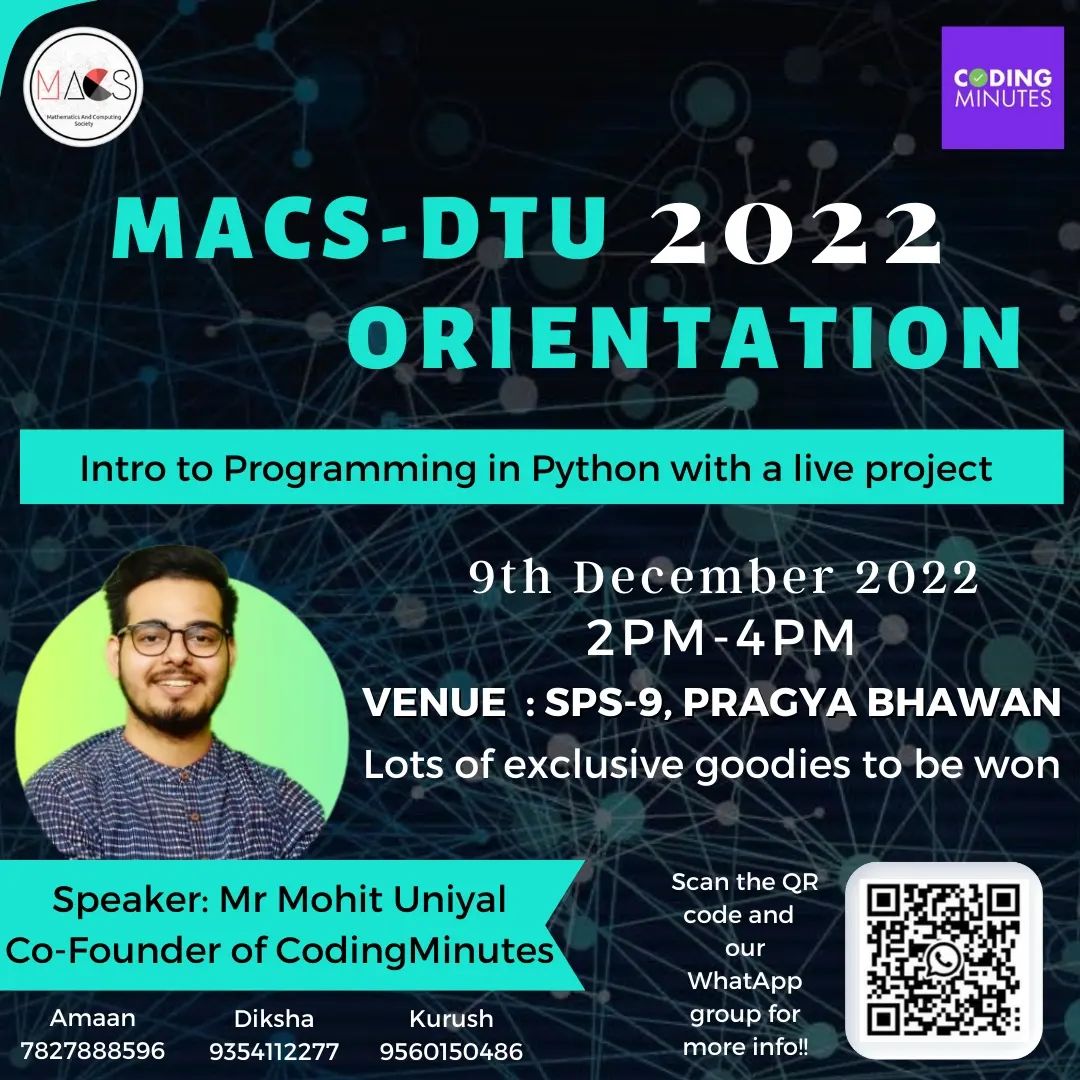 MACS
Mathematics And Computing
Society
CODING
MINUTES
MACS-DTU 2022
ORIENTATION
Intro to Programming in Python with a live project
9th December 2022
2PM-4PM
VENUE : SPS-9, PRAGYA BHAWAN
Lots of exclusive goodies to be won
Speaker: Mr Mohit Uniyal
Co-Founder of CodingMinutes
Scan the QR
code and
our
WhatApp
group for
more info!!
Amaan
7827888596
Diksha
9354112277
Kurush
9560150486